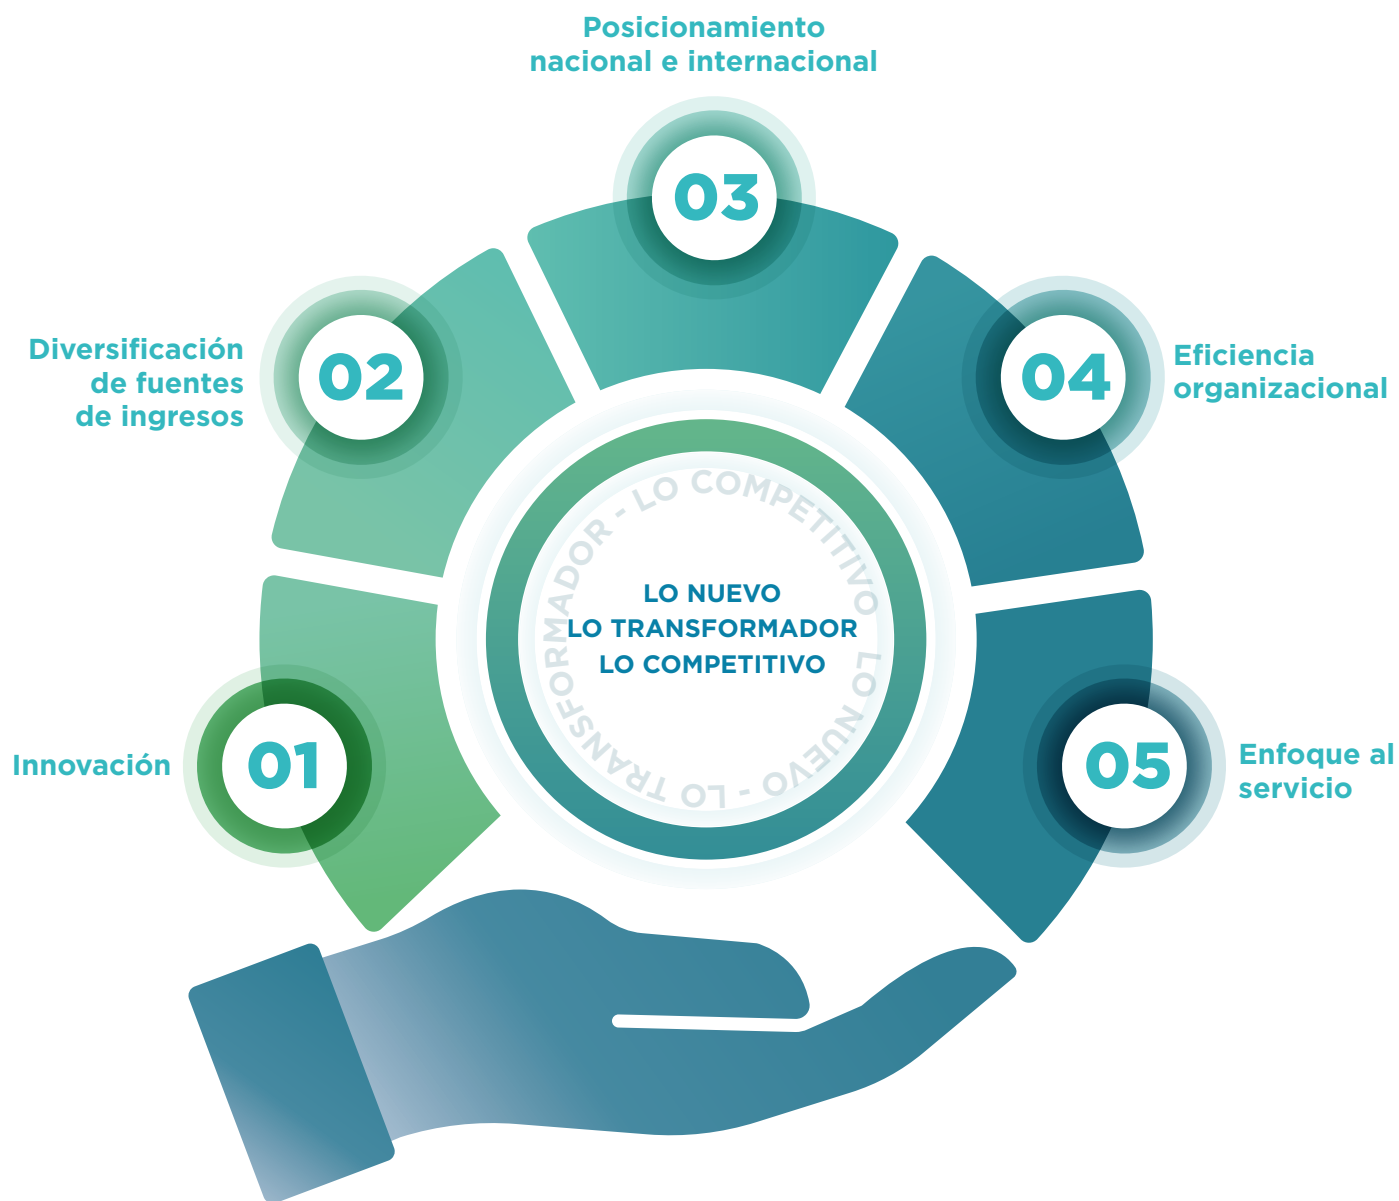 Posicionamiento
nacional e internacional
03
Diversificación
de fuentes
de ingresos
02
Eficiencia
organizacional
04
LO NUEVO - LO TRANSFORMADOR - LO COMPETITIVO
LO NUEVO
LO TRANSFORMADOR
LO COMPETITIVO
Innovación
01
Enfoque al
servicio
05